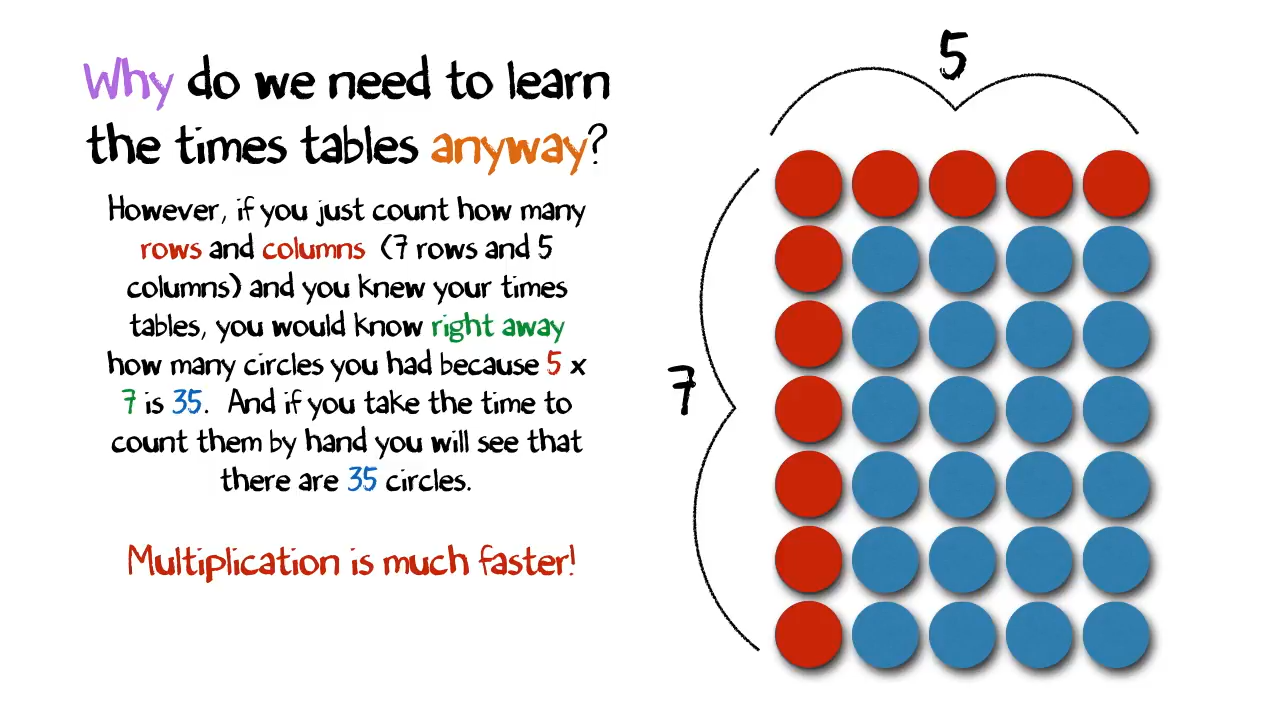 Why do we need to learn
the times tables anyway?
However, if you just count how many
rows and columns (7 rows and 5
columns) and you knew your times
tables, you would know right away
how many circles you had because 5 x
7 is 35. And if you take the time to
count them by hand you will see that
there are 35 circles.
Multiplication is much faster!
5
7